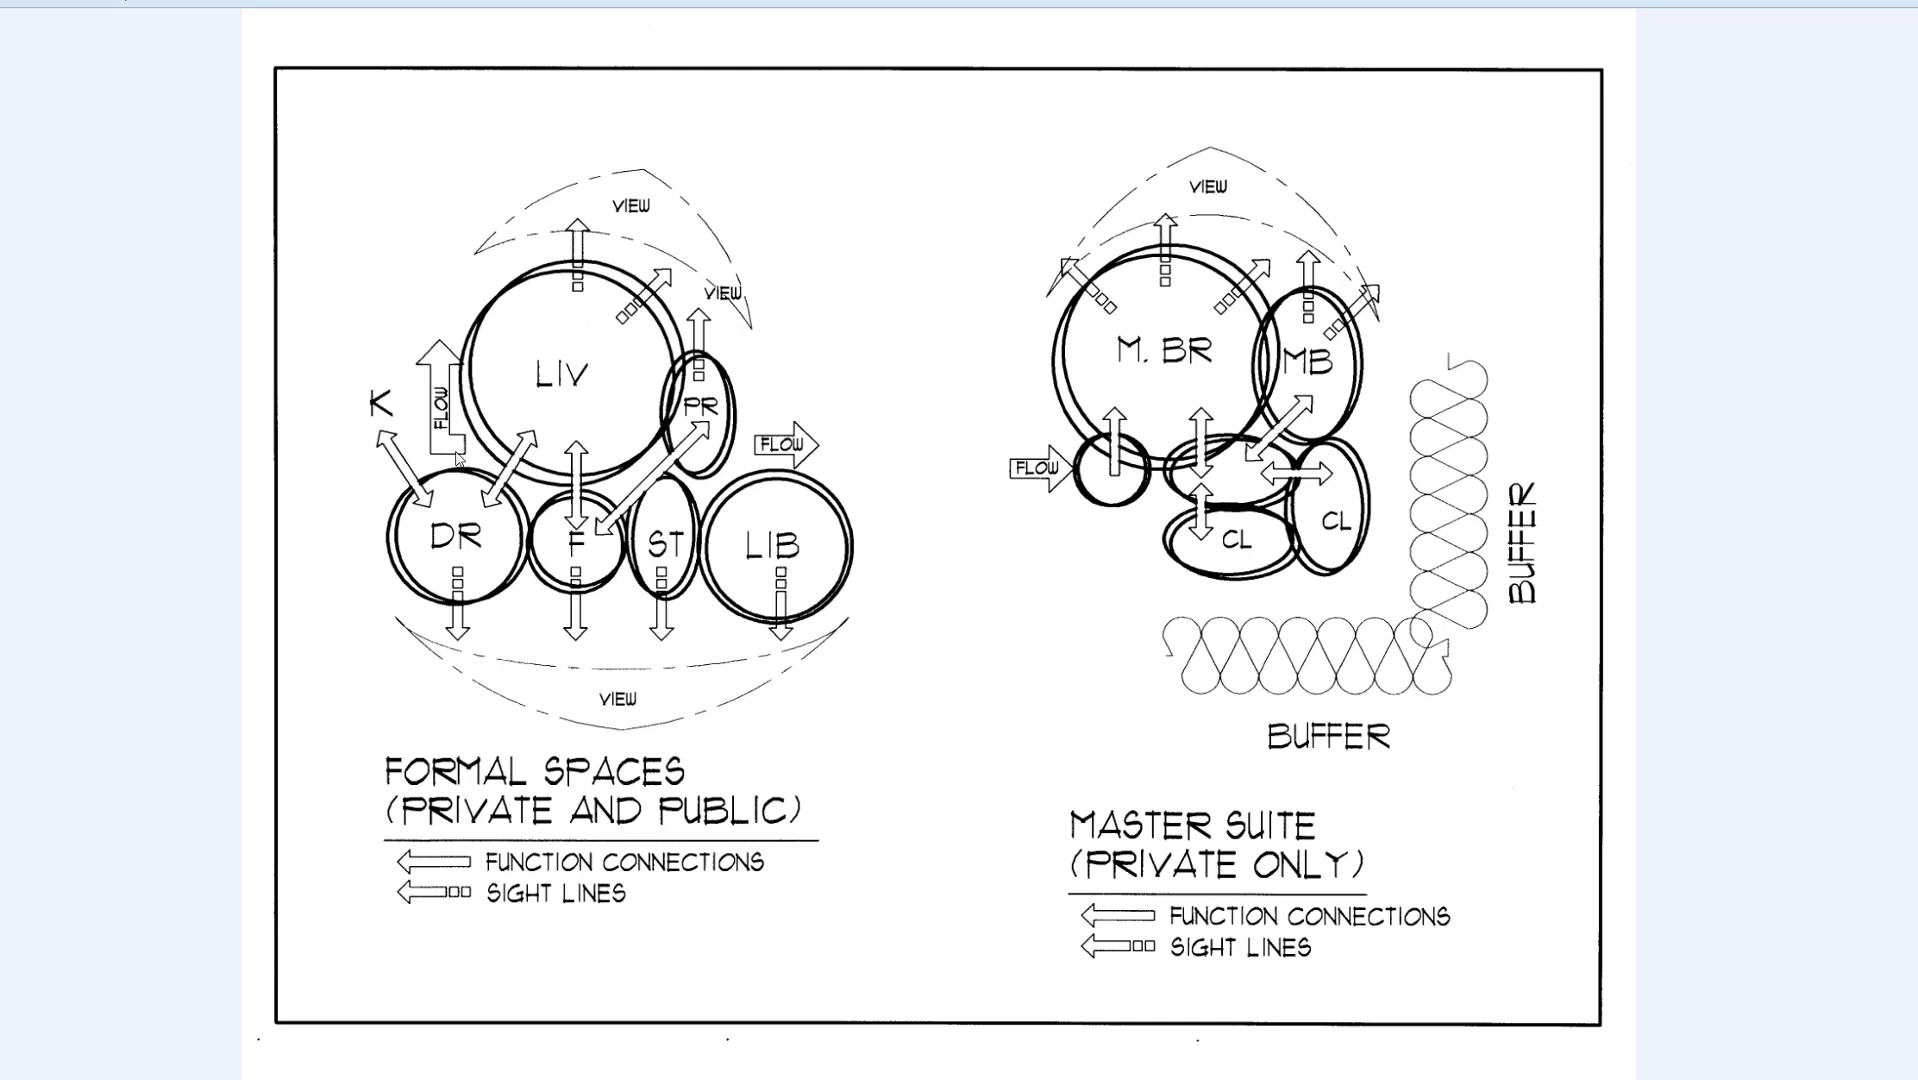 VIEW
VIEW
LIV
K
FLOW
PR
FLOW
DR
F
ST
LIB
VIEW
FORMAL SPACES
(PRIVATE AND PUBLIC)
FUNCTION CONNECTIONS
SIGHT LINES
VIEW
M. BR
MB
FLOW
CL
CL
BUFFER
BUFFER
MASTER SUITE
(PRIVATE ONLY)
FUNCTION CONNECTIONS
SIGHT LINES